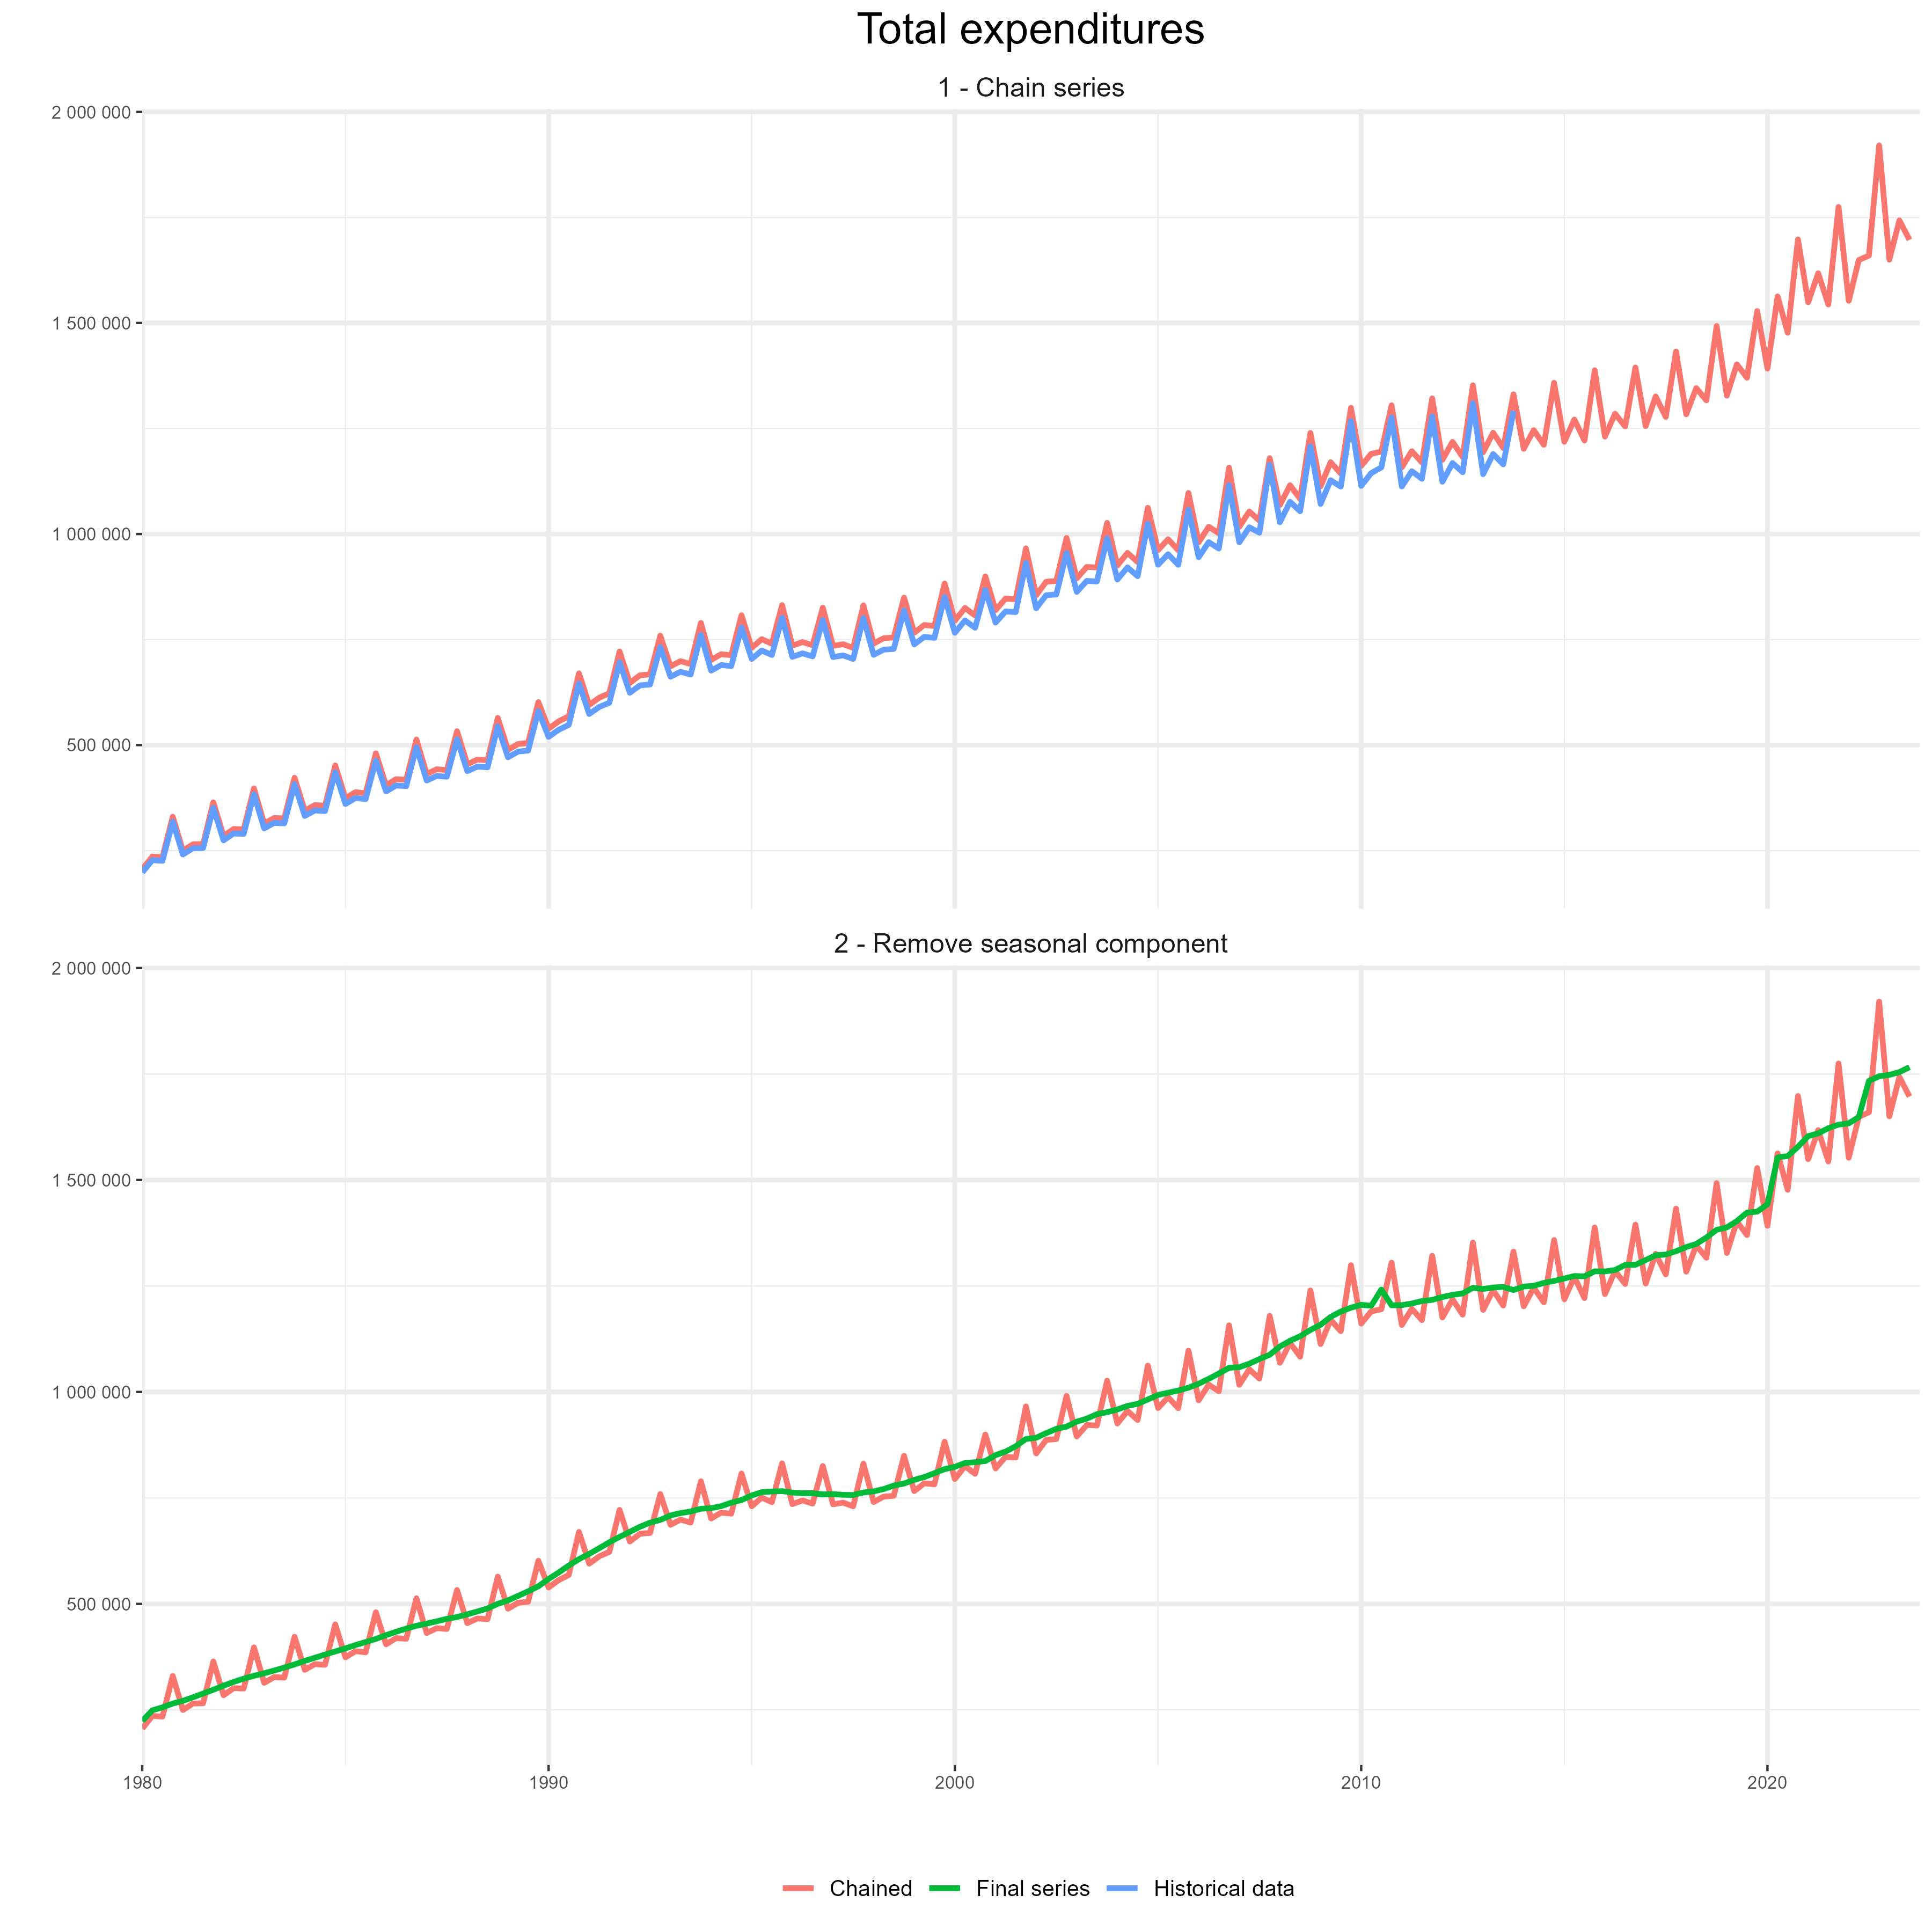 Total expenditures
1 - Chain series
2 000 000
1 500 000
1 000 000
500 000
2 - Remove seasonal component
2 000 000
1 500 000
1 000 000
500 000
1980 1990 2000 2010 2020
Chained Final series Historical data